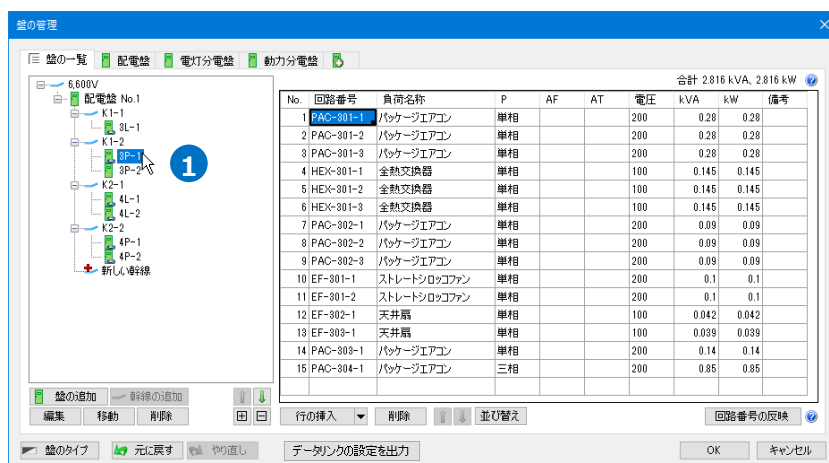 盤の管理
盤の一覧 配電盤 電灯分電盤 動力分電盤
合計 2.816 kVA、2.816 kW
6,600V
配電盤 No.1
K1-1
3L-1
K1-2
3P-1
3P-2
K2-1
4L-1
4L-2
K2-2
4P-1
4P-2
新しい幹線
1
No. 回路番号 負荷名称 P AF AT 電圧 kVA kW 備考
1 PAC-301-1 パッケージエアコン 単相 200 0.28 0.28
2 PAC-301-2 パッケージエアコン 単相 200 0.28 0.28
3 PAC-301-3 パッケージエアコン 単相 200 0.28 0.28
4 HEX-301-1 全熱交換器 単相 100 0.145 0.145
5 HEX-301-2 全熱交換器 単相 100 0.145 0.145
6 HEX-301-3 全熱交換器 単相 100 0.145 0.145
7 PAC-302-1 パッケージエアコン 単相 200 0.09 0.09
8 PAC-302-2 パッケージエアコン 単相 200 0.09 0.09
9 PAC-302-3 パッケージエアコン 単相 200 0.09 0.09
10 EF-301-1 ストレートシロッコファン 単相 200 0.1 0.1
11 EF-301-2 ストレートシロッコファン 単相 200 0.1 0.1
12 EF-302-1 天井扇 単相 100 0.042 0.042
13 EF-303-1 天井扇 単相 100 0.039 0.039
14 PAC-303-1 パッケージエアコン 単相 200 0.14 0.14
15 PAC-304-1 パッケージエアコン 三相 200 0.85 0.85
盤の追加 幹線の追加
編集 移動 削除 行の挿入 削除 並び替え 回路番号の反映
盤のタイプ 元に戻す やり直し データリンクの設定を出力 OK キャンセル